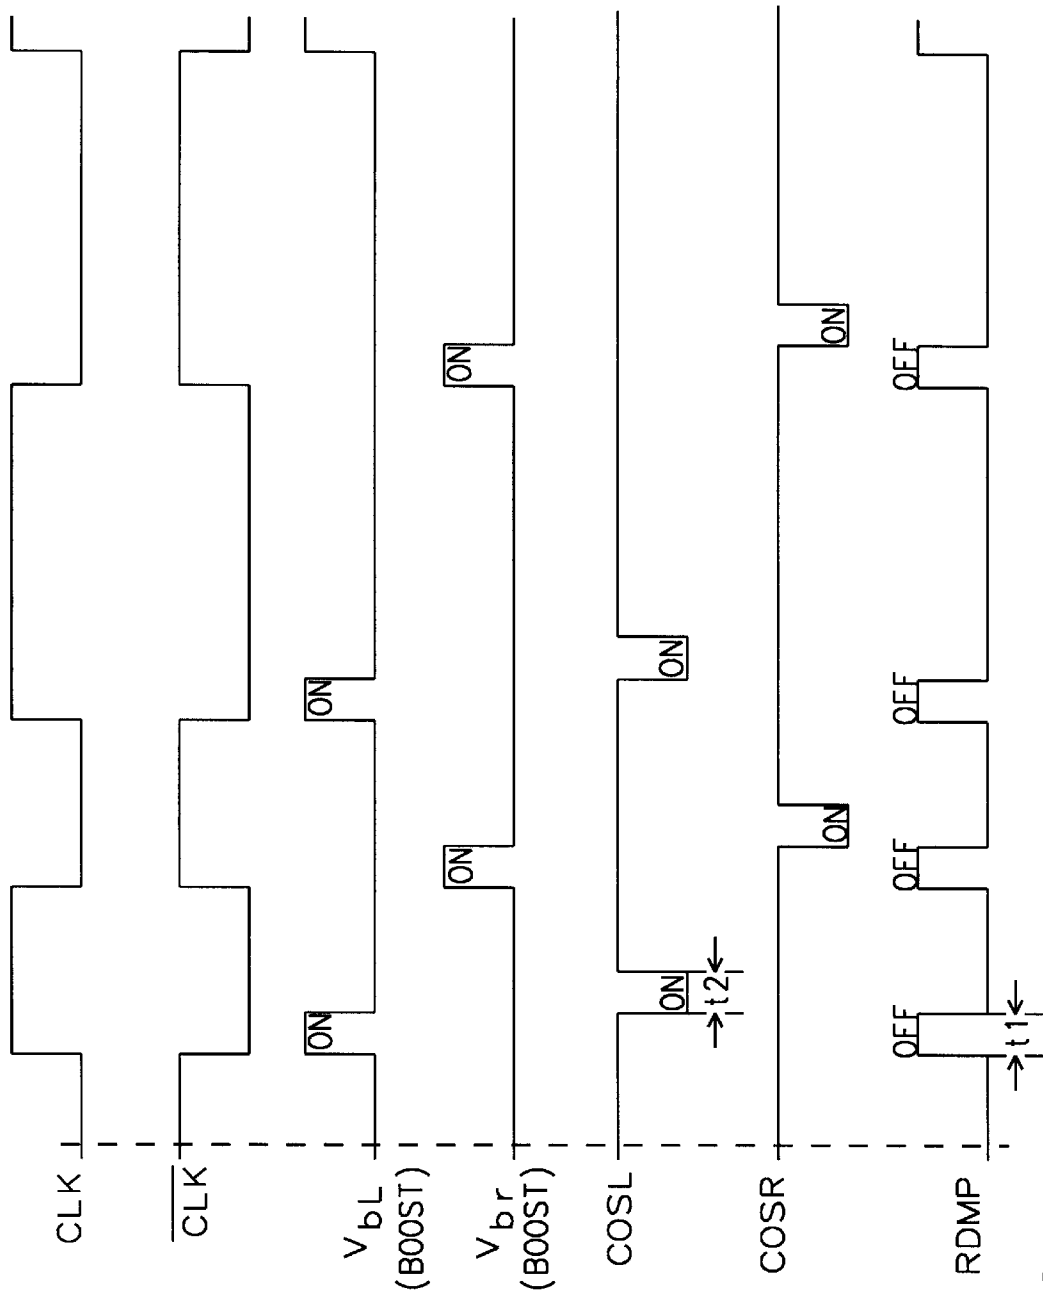 CLK
CLK
VbL
(BOOST)
ON
ON
Vbr
(BOOST)
ON
ON
COSL
ON
ON
t2
COSR
ON
ON
RDMP
OFF
OFF
OFF
OFF
t1